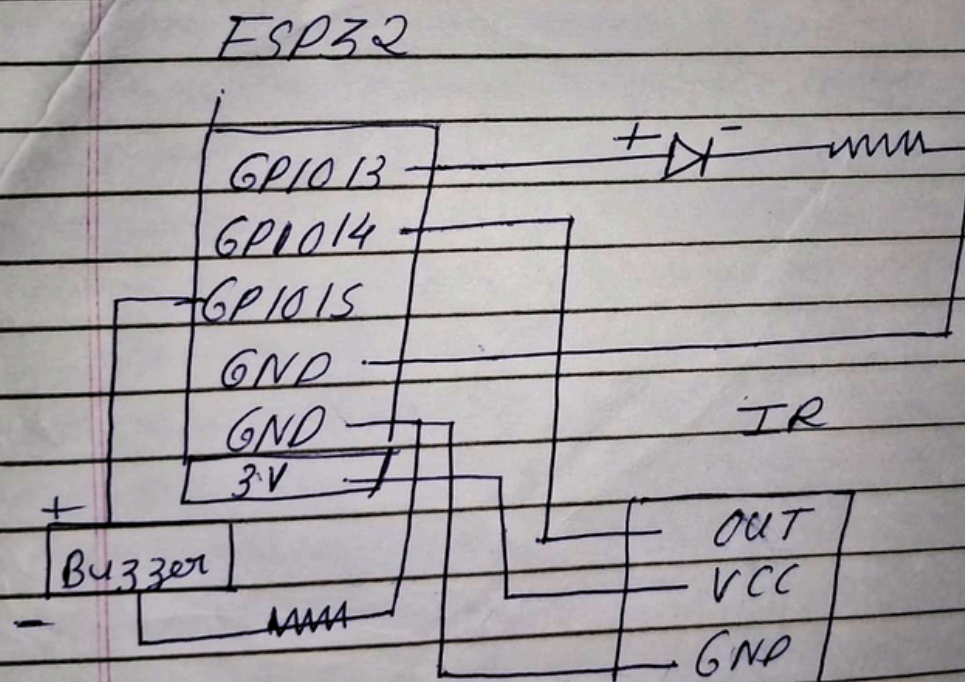 ESP32
+ -
GPIO13
GPIO14
GPIO15
GND
GND
3V
IR
+
Buzzer
-
OUT
VCC
GND